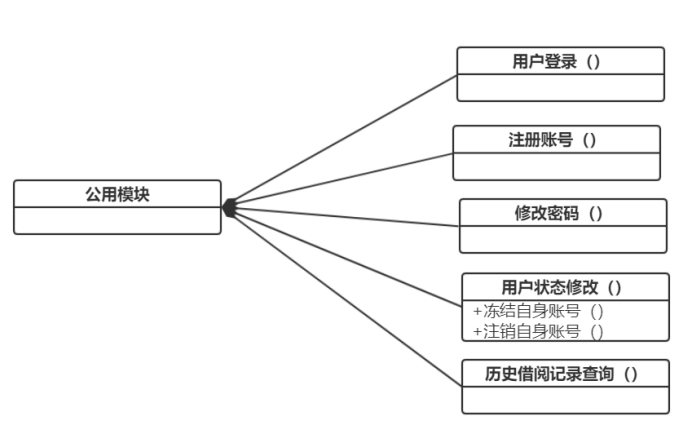 用户登录（）
注册账号（）
公用模块
修改密码（）
用户状态修改（）
+冻结自身账号（）
+注销自身账号（）
历史借阅记录查询（）